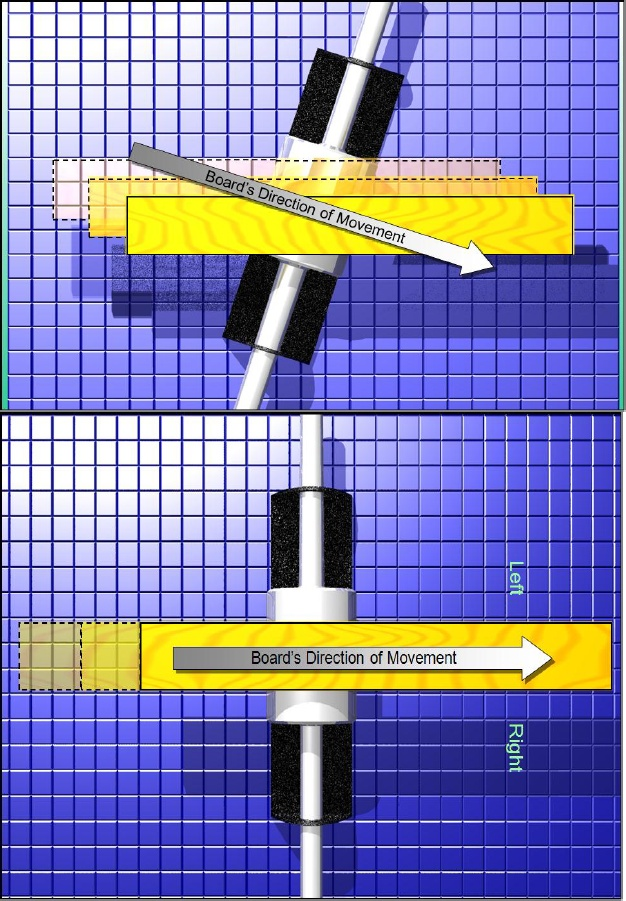 Board's Direction of Movement
Left
Board's Direction of Movement
Right